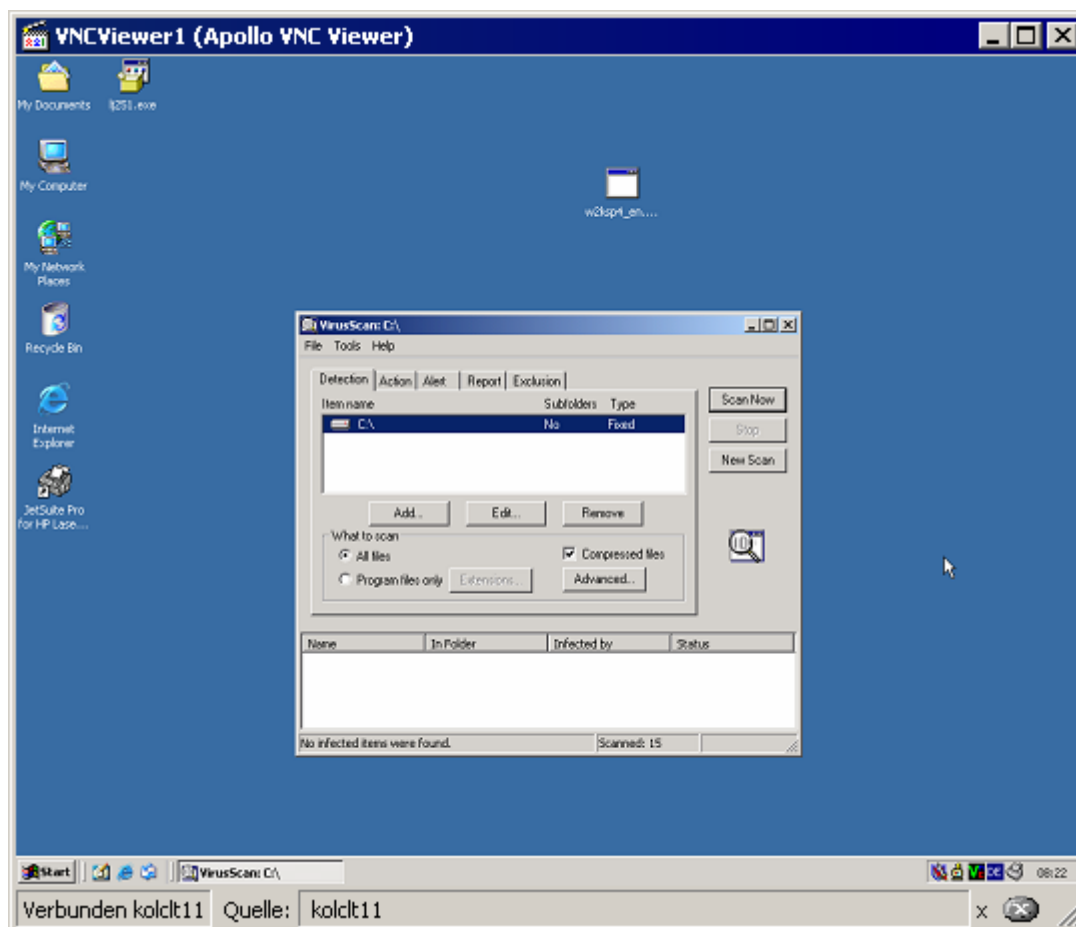 VNCViewer1 (Apollo VNC Viewer)
My Documents
lj251.exe
My Computer
w2ksp4_en....
My Network
Places
Recycle Bin
Internet
Explorer
JetSuite Pro
for HP Lase...
VirusScan: C:\
File Tools Help
Detection Action Alert Report Exclusion
Item name Subfolders Type
C:\ No Fixed
Scan Now
Stop
New Scan
Add... Edit... Remove
What to scan
All files
Compressed files
Program files only Extensions... Advanced...
Name In Folder Infected by Status
No infected items were found. Scanned: 15
Start VirusScan: C:\ 08:22
Verbunden kolclt11 Quelle: kolclt11 x